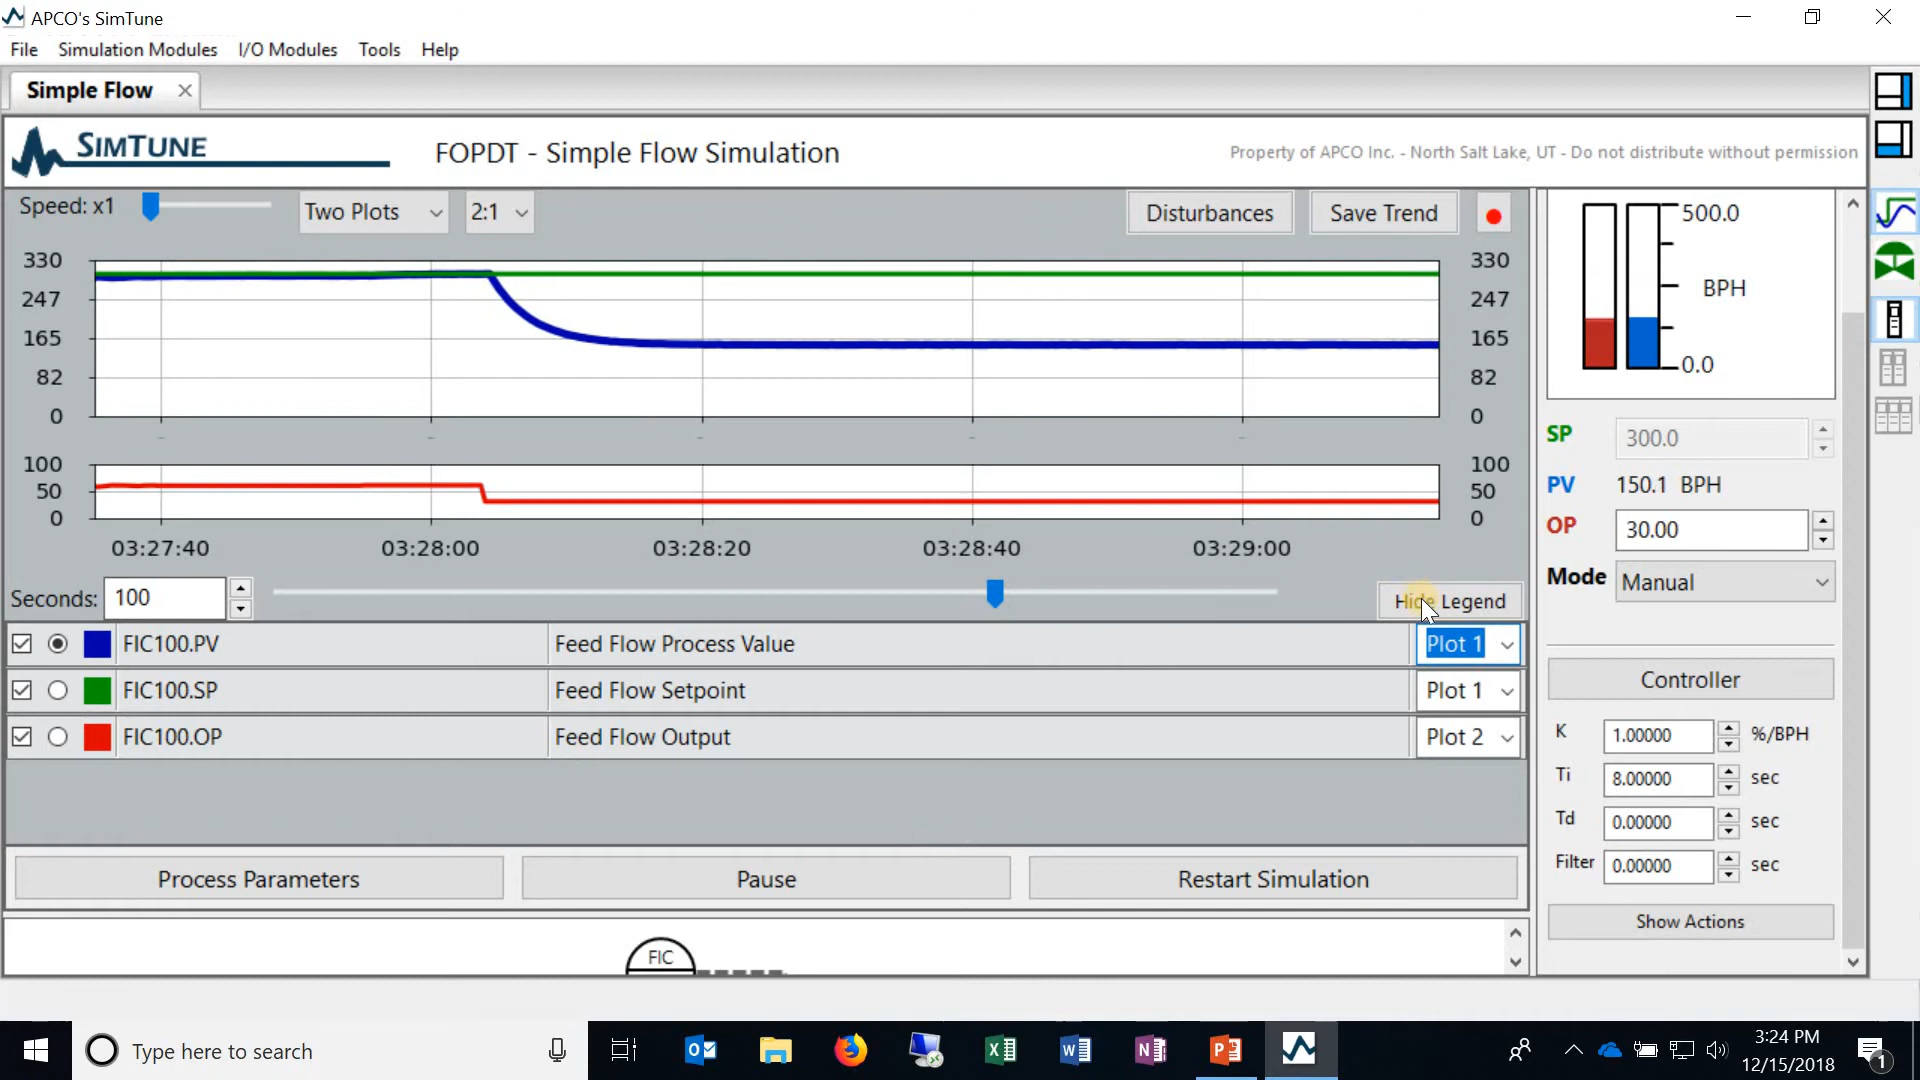 APCO's SimTune
File Simulation Modules I/O Modules Tools Help
Simple Flow
SIMTUNE
FOPDT - Simple Flow Simulation
Property of APCO Inc. - North Salt Lake, UT - Do not distribute without permission
Speed: x1
Two Plots
2:1
Disturbances
Save Trend
330 330
247 247
165 165
82 82
0 0
100 100
50 50
0 0
03:27:40 03:28:00 03:28:20 03:28:40 03:29:00
Seconds: 100
Hide Legend
FIC100.PV Feed Flow Process Value Plot 1
FIC100.SP Feed Flow Setpoint Plot 1
FIC100.OP Feed Flow Output Plot 2
Process Parameters Pause Restart Simulation
FIC
500.0
BPH
0.0
SP 300.0
PV 150.1 BPH
OP 30.00
Mode Manual
Controller
K 1.00000 %/BPH
Ti 8.00000 sec
Td 0.00000 sec
Filter 0.00000 sec
Show Actions
Type here to search
3:24 PM
12/15/2018
1